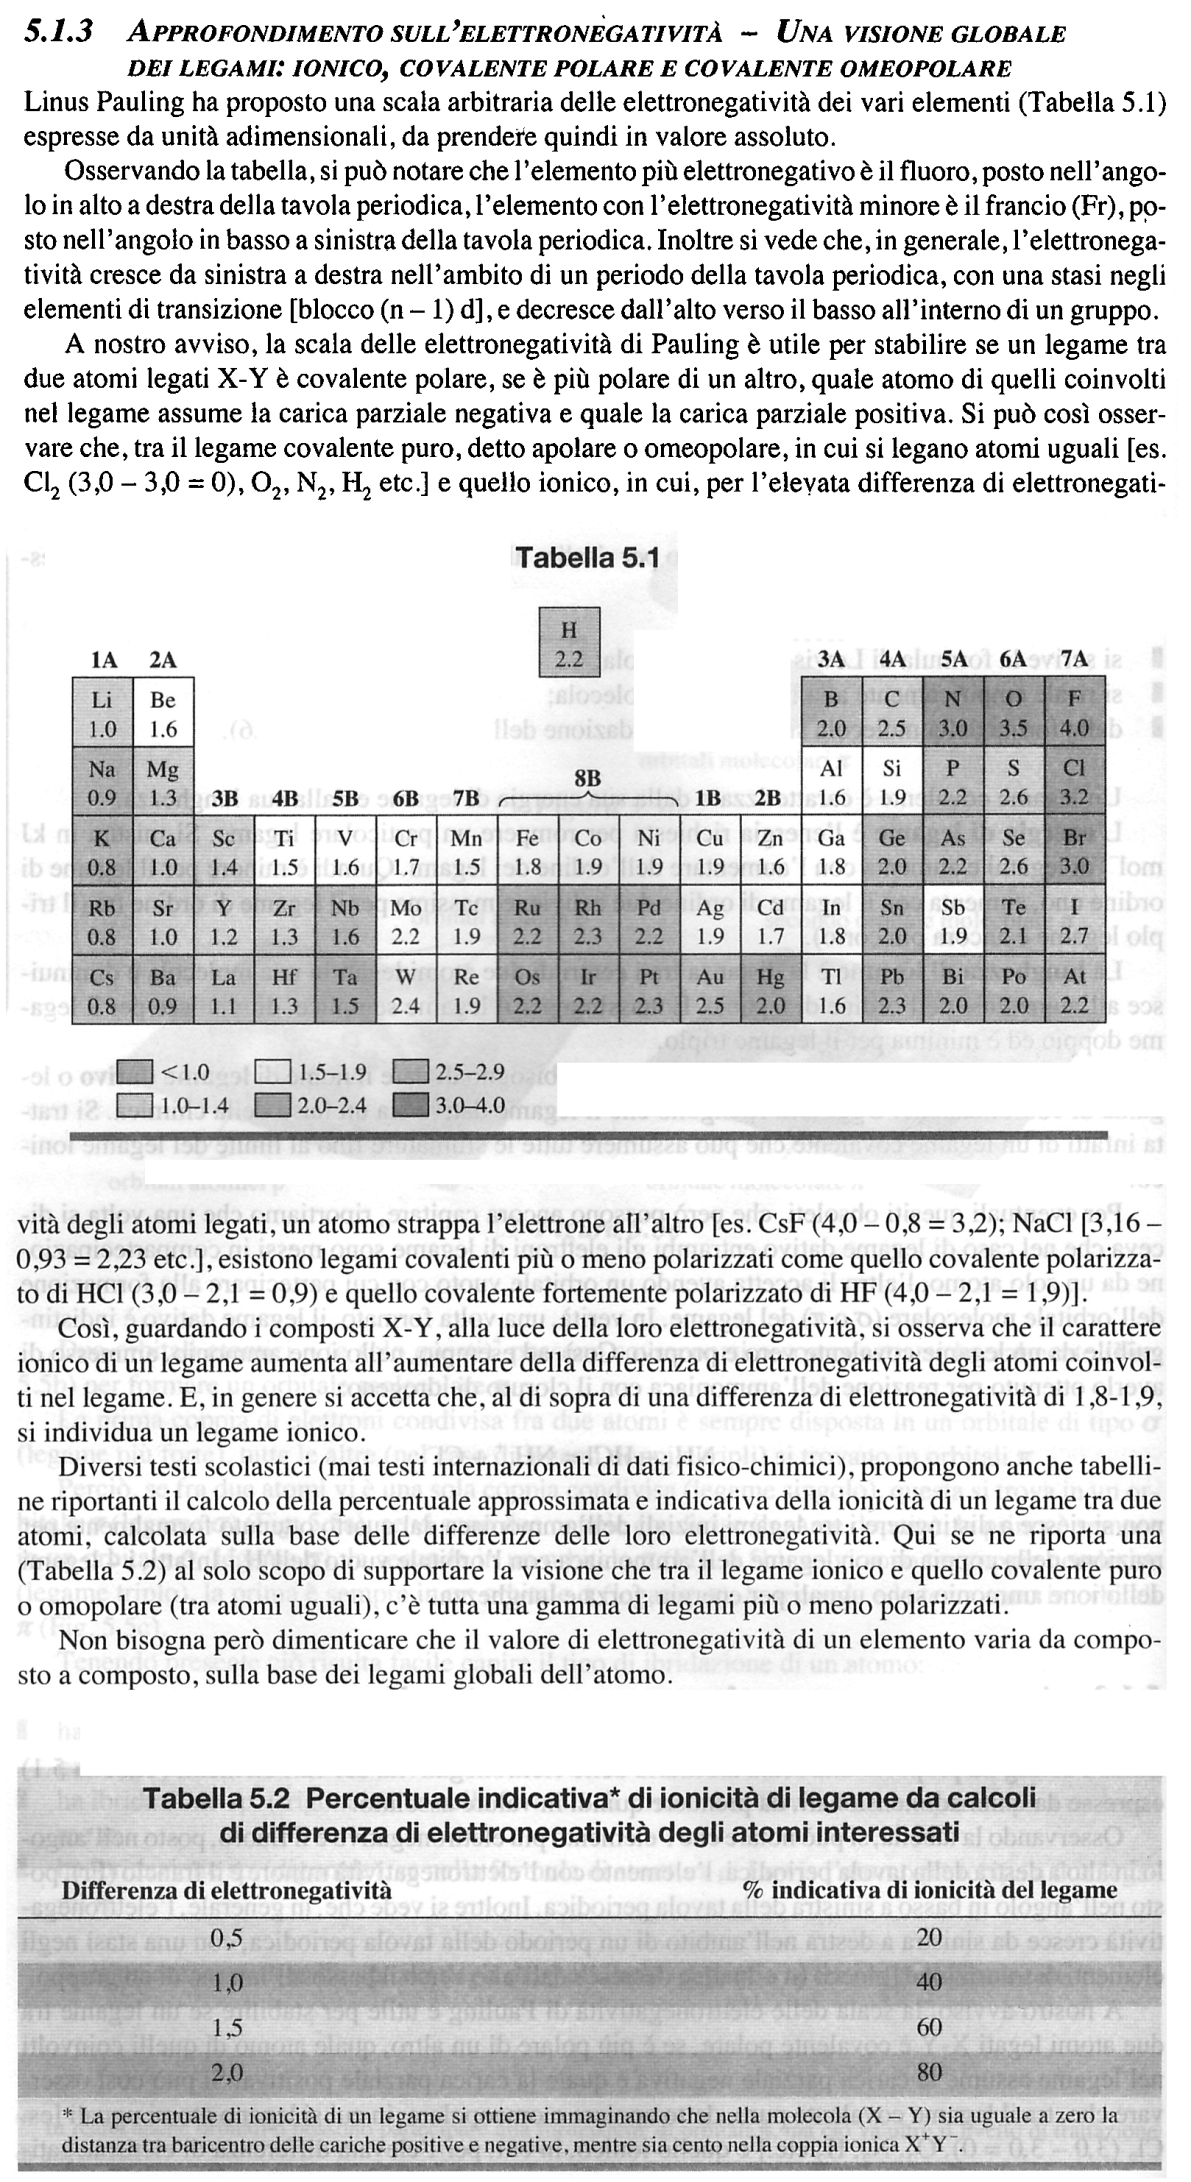 5.1.3 APPROFONDIMENTO SULL'ELETTRONEGATIVITÀ – UNA VISIONE GLOBALE
DEI LEGAMI: IONICO, COVALENTE POLARE E COVALENTE OMEOPOLARE
Linus Pauling ha proposto una scala arbitraria delle elettronegatività dei vari elementi (Tabella 5.1)
espresse da unità adimensionali, da prendere quindi in valore assoluto.
Osservando la tabella, si può notare che l'elemento più elettronegativo è il fluoro, posto nell'ango-
lo in alto a destra della tavola periodica, l'elemento con l'elettronegatività minore è il francio (Fr), po-
sto nell'angolo in basso a sinistra della tavola periodica. Inoltre si vede che, in generale, l'elettronega-
tività cresce da sinistra a destra nell'ambito di un periodo della tavola periodica, con una stasi negli
elementi di transizione [blocco (n – 1) d], e decresce dall'alto verso il basso all'interno di un gruppo.
A nostro avviso, la scala delle elettronegatività di Pauling è utile per stabilire se un legame tra
due atomi legati X-Y è covalente polare, se è più polare di un altro, quale atomo di quelli coinvolti
nel legame assume la carica parziale negativa e quale la carica parziale positiva. Si può così osser-
vare che, tra il legame covalente puro, detto apolare o omeopolare, in cui si legano atomi uguali [es.
Cl₂ (3,0 – 3,0 = 0), O₂, N₂, H₂ etc.] e quello ionico, in cui, per l'elevata differenza di elettronegati-
Tabella 5.1
H
2.2
1A 2A 3A 4A 5A 6A 7A
Li Be B C N O F
1.0 1.6 2.0 2.5 3.0 3.5 4.0
Na Mg Al Si P S Cl
0.9 1.3 3B 4B 5B 6B 7B 8B 1B 2B 1.6 1.9 2.2 2.6 3.2
K Ca Sc Ti V Cr Mn Fe Co Ni Cu Zn Ga Ge As Se Br
0.8 1.0 1.4 1.5 1.6 1.7 1.5 1.8 1.9 1.9 1.9 1.6 1.8 2.0 2.2 2.6 3.0
Rb Sr Y Zr Nb Mo Tc Ru Rh Pd Ag Cd In Sn Sb Te I
0.8 1.0 1.2 1.3 1.6 2.2 1.9 2.2 2.3 2.2 1.9 1.7 1.8 2.0 1.9 2.1 2.7
Cs Ba La Hf Ta W Re Os Ir Pt Au Hg Tl Pb Bi Po At
0.8 0.9 1.1 1.3 1.5 2.4 1.9 2.2 2.2 2.3 2.5 2.0 1.6 2.3 2.0 2.0 2.2
<1.0 1.5–1.9 2.5–2.9
1.0–1.4 2.0–2.4 3.0–4.0
vità degli atomi legati, un atomo strappa l'elettrone all'altro [es. CsF (4,0 – 0,8 = 3,2); NaCl [3,16 –
0,93 = 2,23 etc.], esistono legami covalenti più o meno polarizzati come quello covalente polarizza-
to di HCl (3,0 – 2,1 = 0,9) e quello covalente fortemente polarizzato di HF (4,0 – 2,1 = 1,9)].
Così, guardando i composti X-Y, alla luce della loro elettronegatività, si osserva che il carattere
ionico di un legame aumenta all'aumentare della differenza di elettronegatività degli atomi coinvol-
ti nel legame. E, in genere si accetta che, al di sopra di una differenza di elettronegatività di 1,8-1,9,
si individua un legame ionico.
Diversi testi scolastici (mai testi internazionali di dati fisico-chimici), propongono anche tabelli-
ne riportanti il calcolo della percentuale approssimata e indicativa della ionicità di un legame tra due
atomi, calcolata sulla base delle differenze delle loro elettronegatività. Qui se ne riporta una
(Tabella 5.2) al solo scopo di supportare la visione che tra il legame ionico e quello covalente puro
o omopolare (tra atomi uguali), c'è tutta una gamma di legami più o meno polarizzati.
Non bisogna però dimenticare che il valore di elettronegatività di un elemento varia da compo-
sto a composto, sulla base dei legami globali dell'atomo.
Tabella 5.2 Percentuale indicativa* di ionicità di legame da calcoli
di differenza di elettronegatività degli atomi interessati
Differenza di elettronegatività % indicativa di ionicità del legame
0,5 20
1,0 40
1,5 60
2,0 80
* La percentuale di ionicità di un legame si ottiene immaginando che nella molecola (X – Y) sia uguale a zero la
distanza tra baricentro delle cariche positive e negative, mentre sia cento nella coppia ionica X⁺Y⁻.